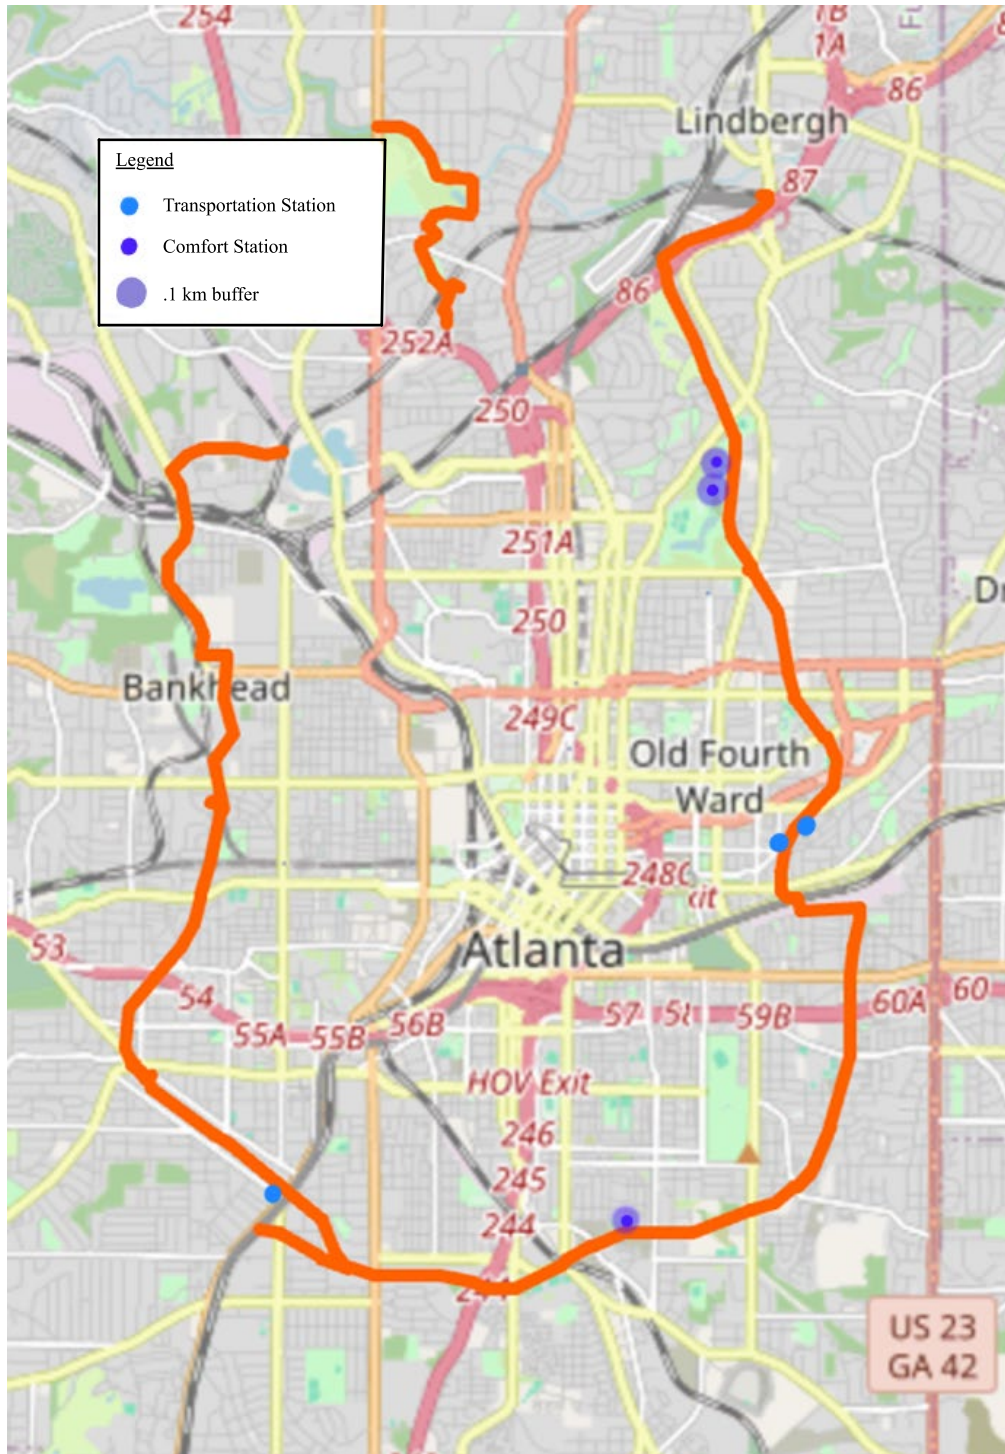 254
1B
1A
86
Lindbergh
87
Legend
Transportation Station
Comfort Station
.1 km buffer
86
252A
250
251A
250
Bankhead
249C
Old Fourth
Ward
248C
Atlanta
53
54
55A
55B
56B
57
59B
60A
60
HOV Exit
246
245
244
US 23
GA 42